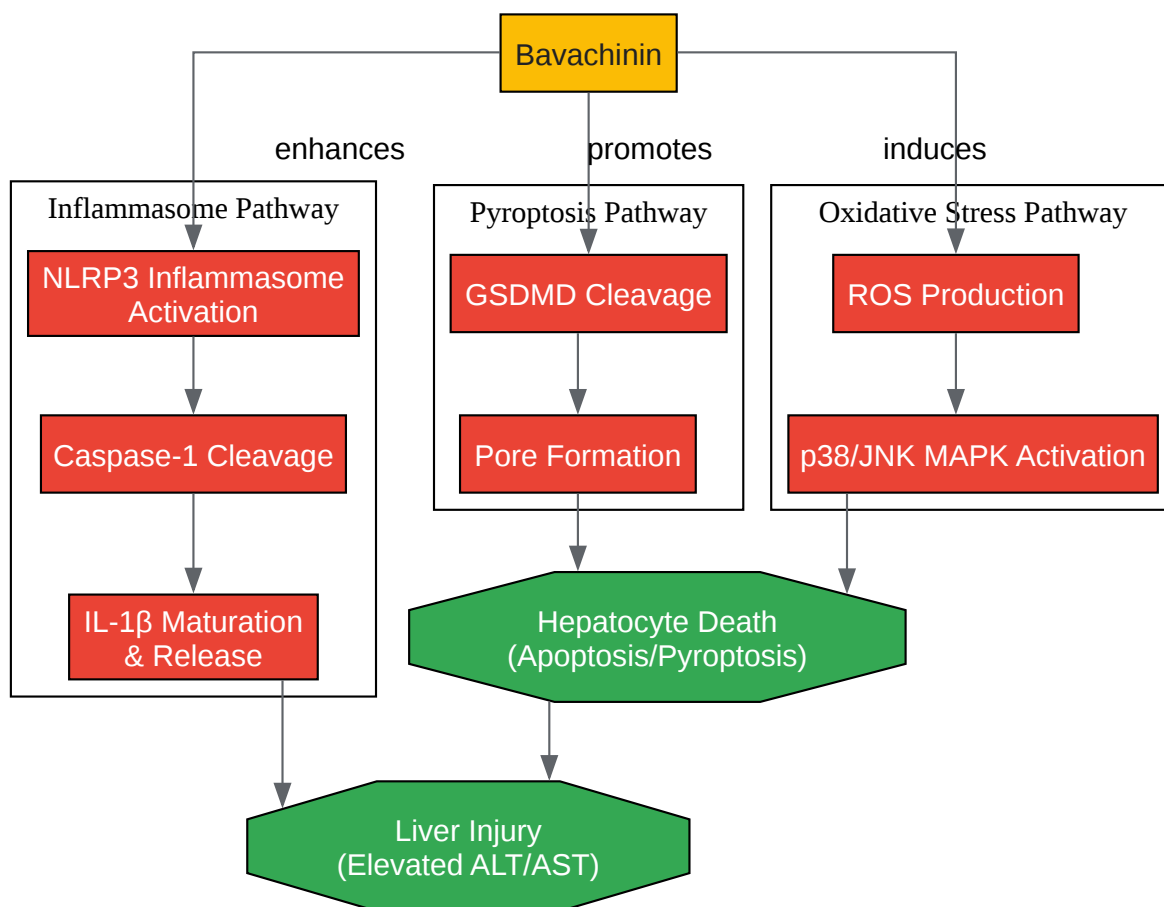 Bavachinin
enhances
promotes
induces
Inflammasome Pathway
Pyroptosis Pathway
Oxidative Stress Pathway
NLRP3 Inflammasome
Activation
GSDMD Cleavage
ROS Production
Caspase-1 Cleavage
Pore Formation
p38/JNK MAPK Activation
IL-1β Maturation
& Release
Hepatocyte Death
(Apoptosis/Pyroptosis)
Liver Injury
(Elevated ALT/AST)